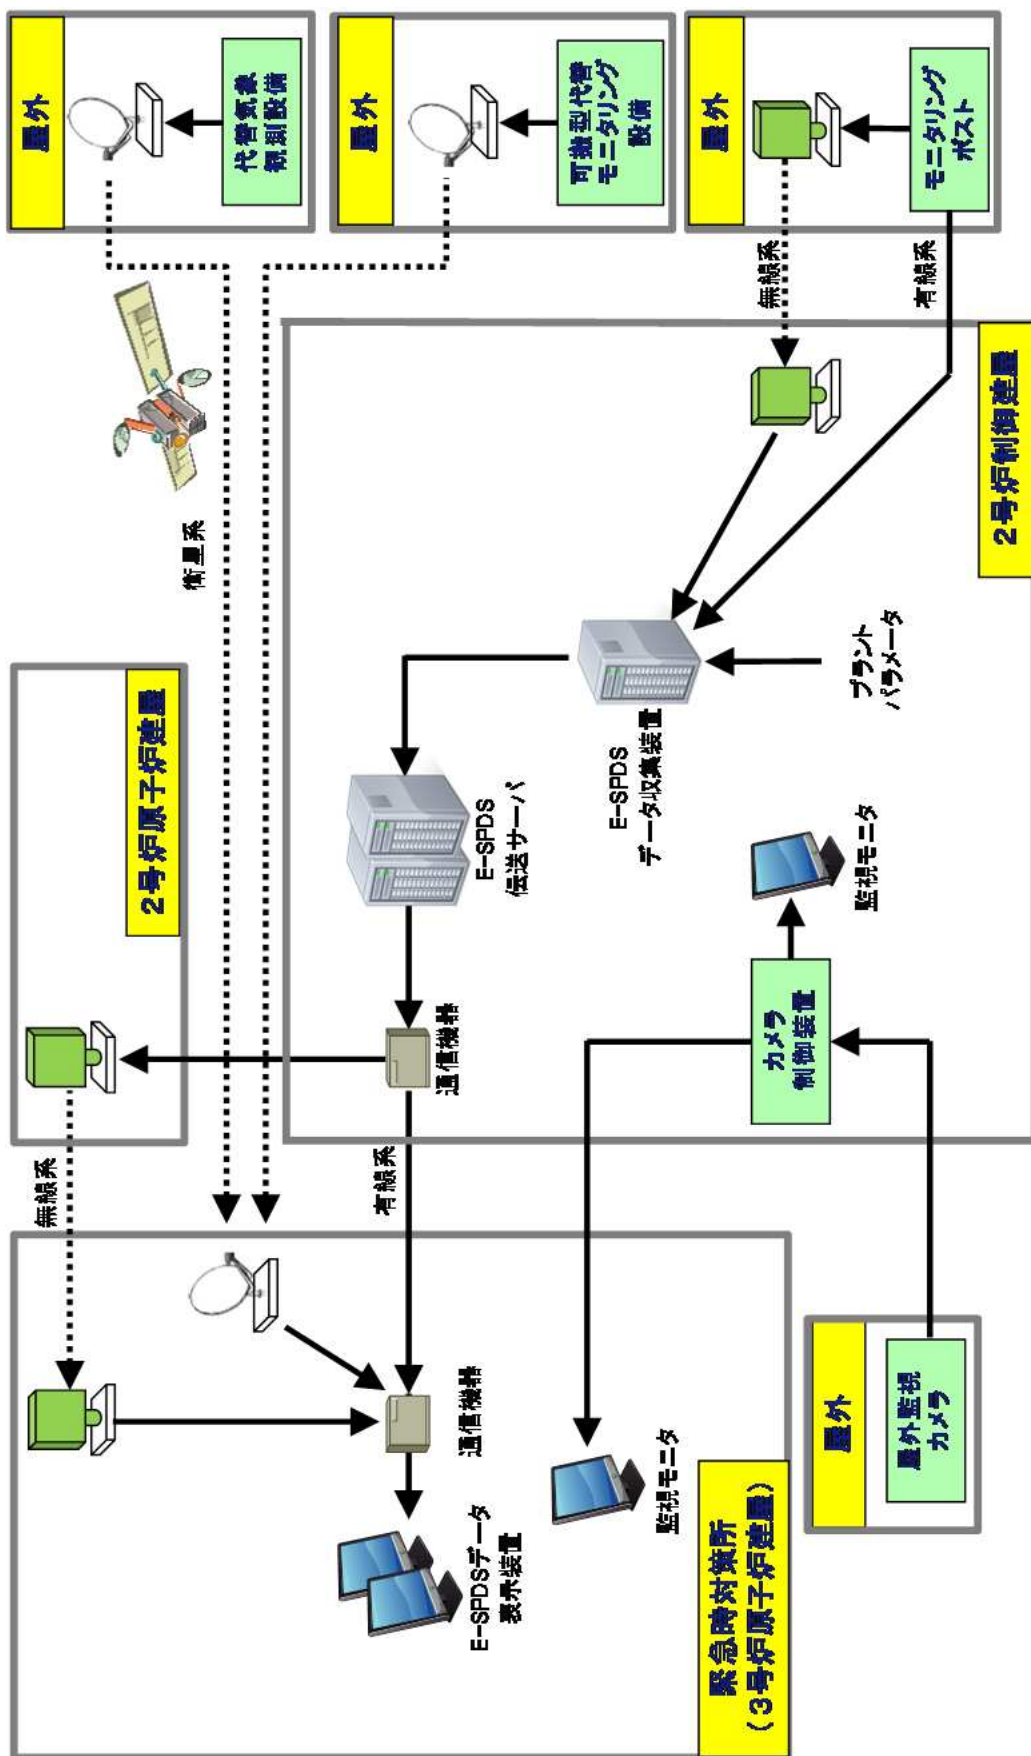 緊急時対策所
(3号炉原子炉建屋)
E-SPDSデータ
表示装置
通信機器
監視モニタ
無線系
有線系
2号炉原子炉建屋
衛星系
屋外
代替気象
観測設備
屋外
可搬型代替
モニタリング
設備
屋外
モニタリング
ポスト
無線系
有線系
通信機器
E-SPDS
伝送サーバ
E-SPDS
データ収集装置
プラント
パラメータ
監視モニタ
カメラ
制御装置
2号炉制御建屋
屋外
屋外監視
カメラ